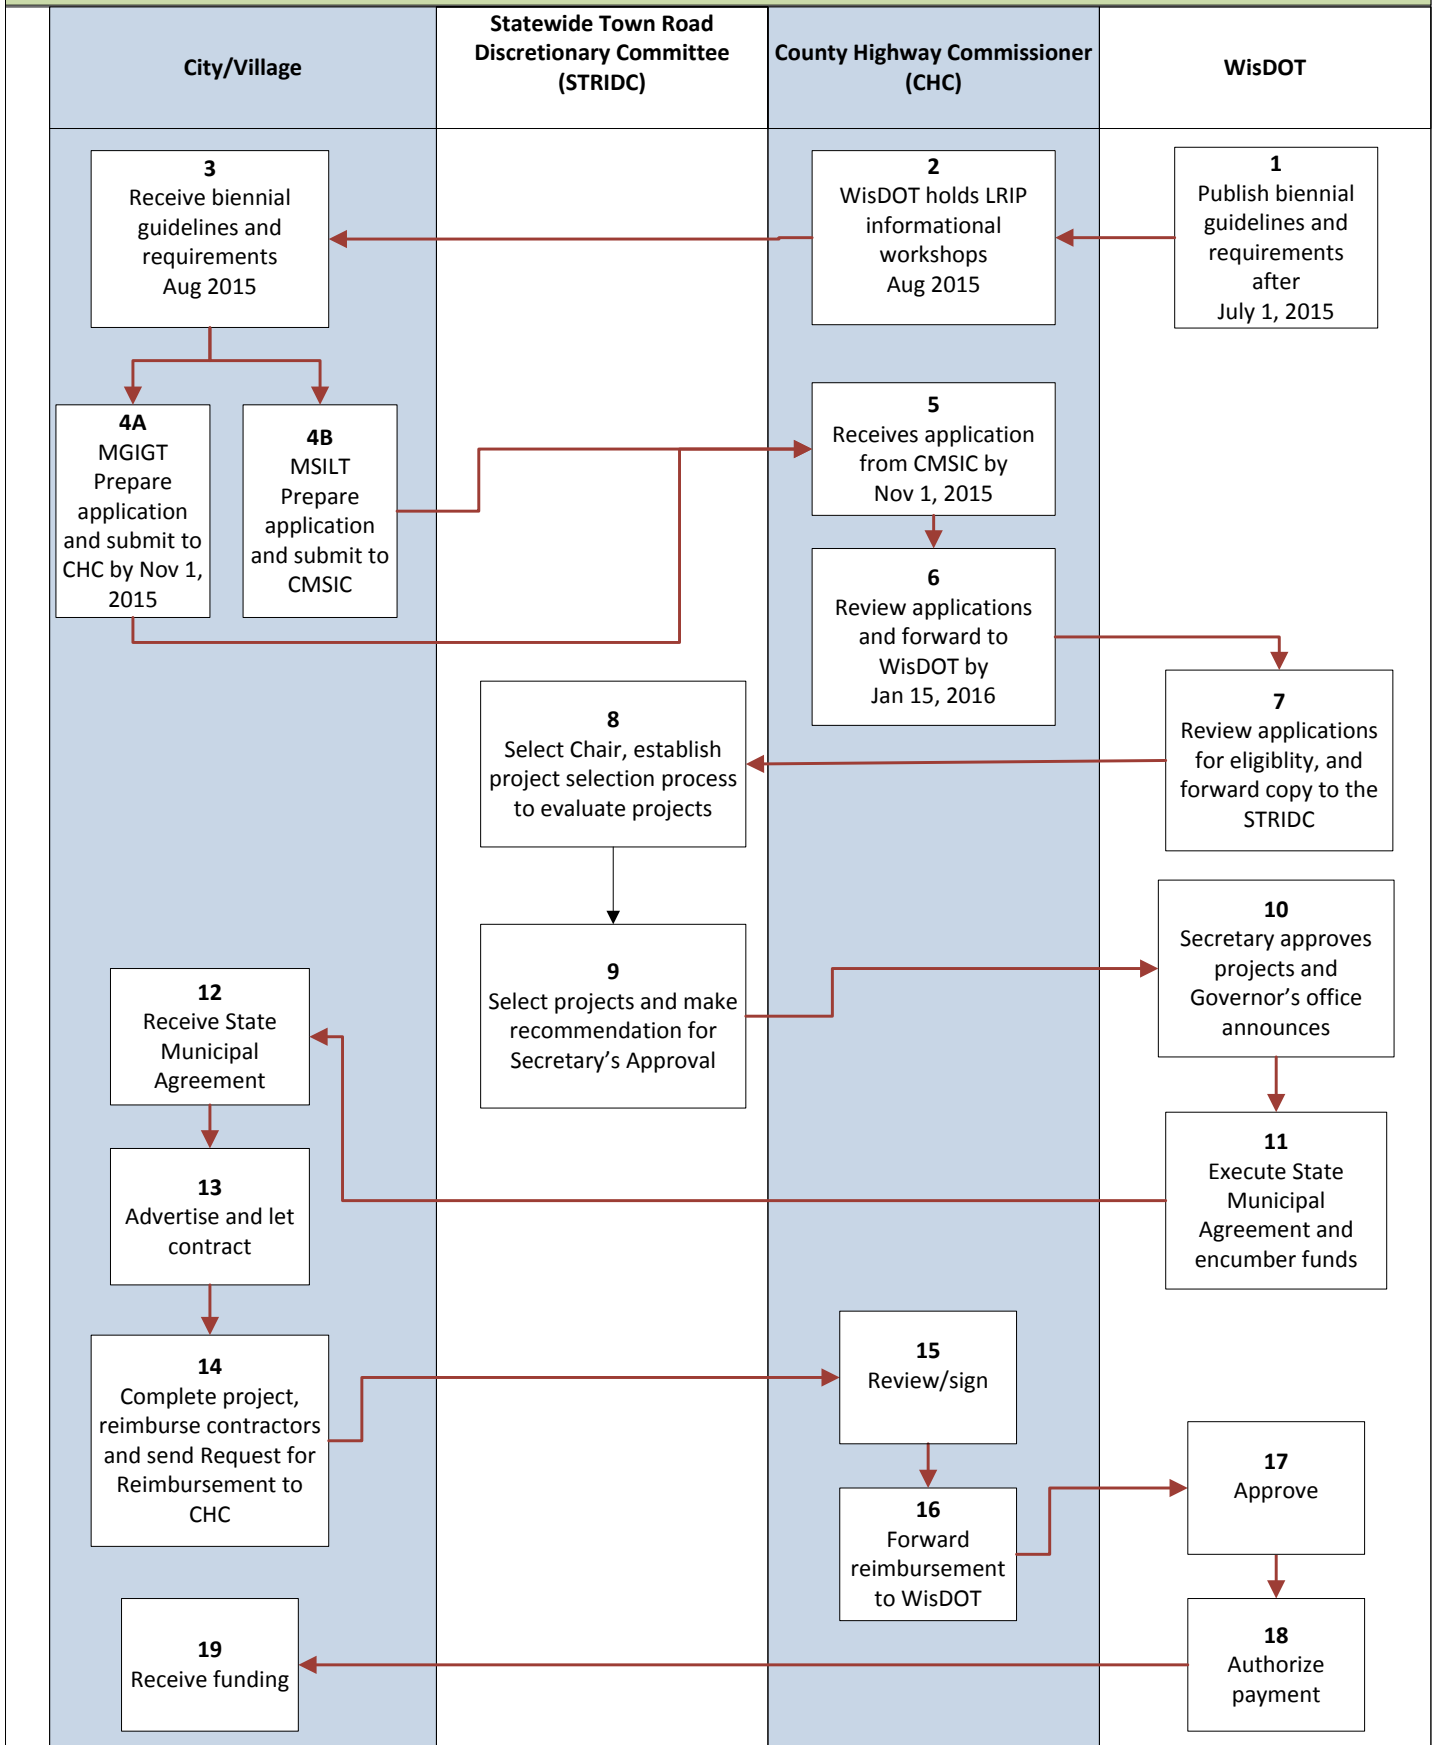 City/Village
Statewide Town Road
Discretionary Committee
(STRIDC)
County Highway Commissioner
(CHC)
WisDOT
3
Receive biennial
guidelines and
requirements
Aug 2015
2
WisDOT holds LRIP
informational
workshops
Aug 2015
1
Publish biennial
guidelines and
requirements
after
July 1, 2015
4A
MGIGT
Prepare
application
and submit to
CHC by Nov 1,
2015
4B
MSILT
Prepare
application
and submit to
CMSIC
5
Receives application
from CMSIC by
Nov 1, 2015
6
Review applications
and forward to
WisDOT by
Jan 15, 2016
7
Review applications
for eligiblity, and
forward copy to the
STRIDC
8
Select Chair, establish
project selection process
to evaluate projects
9
Select projects and make
recommendation for
Secretary’s Approval
10
Secretary approves
projects and
Governor’s office
announces
12
Receive State
Municipal
Agreement
11
Execute State
Municipal
Agreement and
encumber funds
13
Advertise and let
contract
14
Complete project,
reimburse contractors
and send Request for
Reimbursement to
CHC
15
Review/sign
16
Forward
reimbursement
to WisDOT
17
Approve
18
Authorize
payment
19
Receive funding